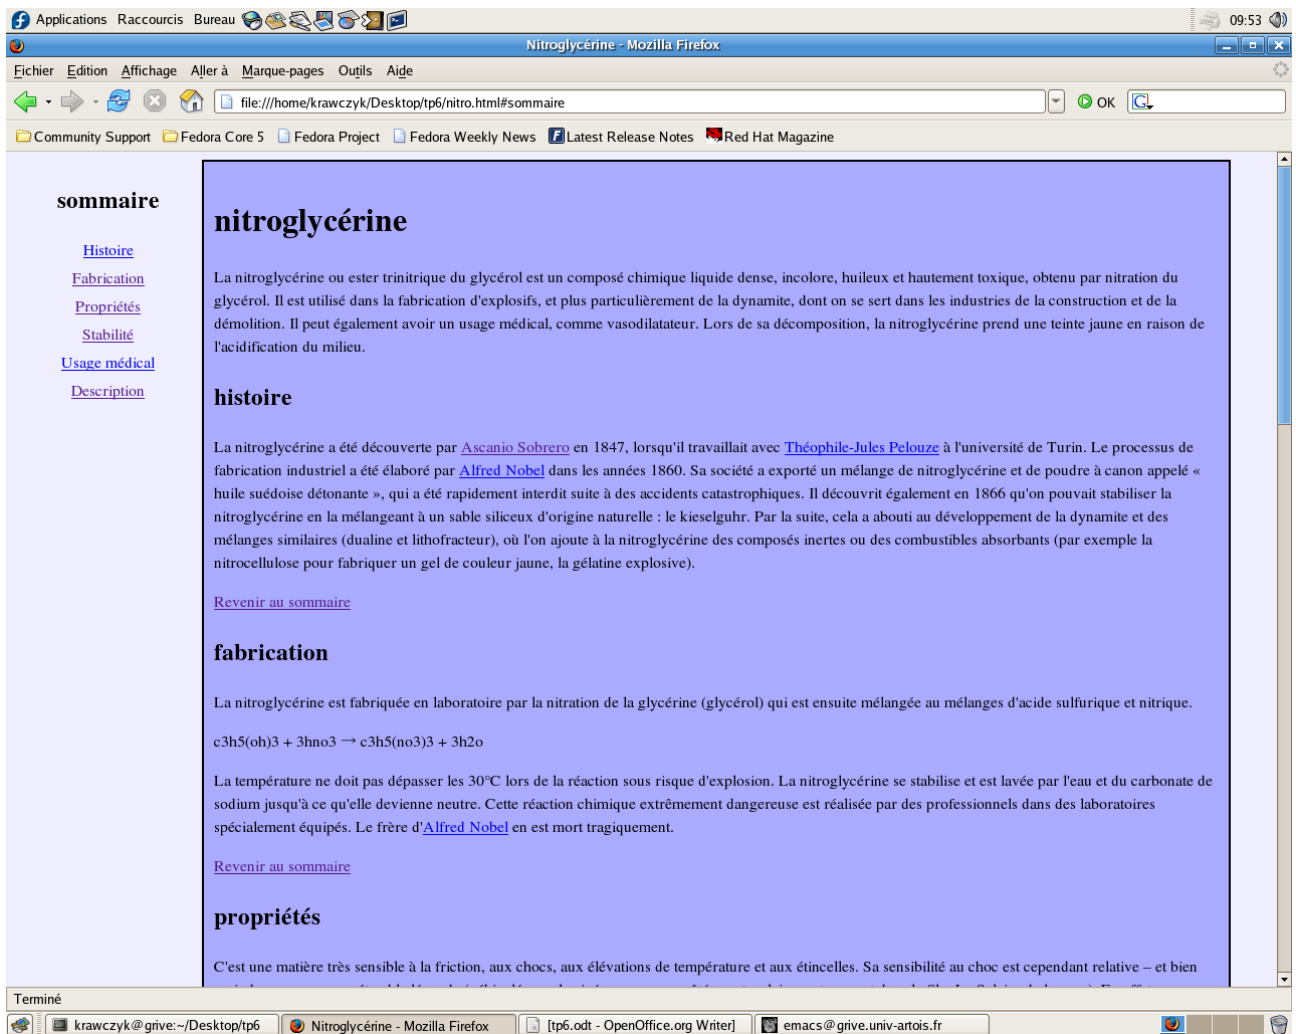 Applications Raccourcis Bureau 09:53
Nitroglycérine - Mozilla Firefox
Fichier Edition Affichage Aller à Marque-pages Outils Aide
file:///home/krawczyk/Desktop/tp6/nitro.html#sommaire OK
Community Support Fedora Core 5 Fedora Project Fedora Weekly News Latest Release Notes Red Hat Magazine
sommaire
Histoire
Fabrication
Propriétés
Stabilité
Usage médical
Description
nitroglycérine
La nitroglycérine ou ester trinitrique du glycérol est un composé chimique liquide dense, incolore, huileux et hautement toxique, obtenu par nitration du
glycérol. Il est utilisé dans la fabrication d'explosifs, et plus particulièrement de la dynamite, dont on se sert dans les industries de la construction et de la
démolition. Il peut également avoir un usage médical, comme vasodilatateur. Lors de sa décomposition, la nitroglycérine prend une teinte jaune en raison de
l'acidification du milieu.
histoire
La nitroglycérine a été découverte par Ascanio Sobrero en 1847, lorsqu'il travaillait avec Théophile-Jules Pelouze à l'université de Turin. Le processus de
fabrication industriel a été élaboré par Alfred Nobel dans les années 1860. Sa société a exporté un mélange de nitroglycérine et de poudre à canon appelé «
huile suédoise détonante », qui a été rapidement interdit suite à des accidents catastrophiques. Il découvrit également en 1866 qu'on pouvait stabiliser la
nitroglycérine en la mélangeant à un sable siliceux d'origine naturelle : le kieselguhr. Par la suite, cela a abouti au développement de la dynamite et des
mélanges similaires (dualine et lithofracteur), où l'on ajoute à la nitroglycérine des composés inertes ou des combustibles absorbants (par exemple la
nitrocellulose pour fabriquer un gel de couleur jaune, la gélatine explosive).
Revenir au sommaire
fabrication
La nitroglycérine est fabriquée en laboratoire par la nitration de la glycérine (glycérol) qui est ensuite mélangée au mélanges d'acide sulfurique et nitrique.
c3h5(oh)3 + 3hno3 → c3h5(no3)3 + 3h2o
La température ne doit pas dépasser les 30°C lors de la réaction sous risque d'explosion. La nitroglycérine se stabilise et est lavée par l'eau et du carbonate de
sodium jusqu'à ce qu'elle devienne neutre. Cette réaction chimique extrêmement dangereuse est réalisée par des professionnels dans des laboratoires
spécialement équipés. Le frère d'Alfred Nobel en est mort tragiquement.
Revenir au sommaire
propriétés
C'est une matière très sensible à la friction, aux chocs, aux élévations de température et aux étincelles. Sa sensibilité au choc est cependant relative – et bien
Terminé
krawczyk@grive:~/Desktop/tp6 Nitroglycérine - Mozilla Firefox [tp6.odt - OpenOffice.org Writer] emacs@grive.univ-artois.fr